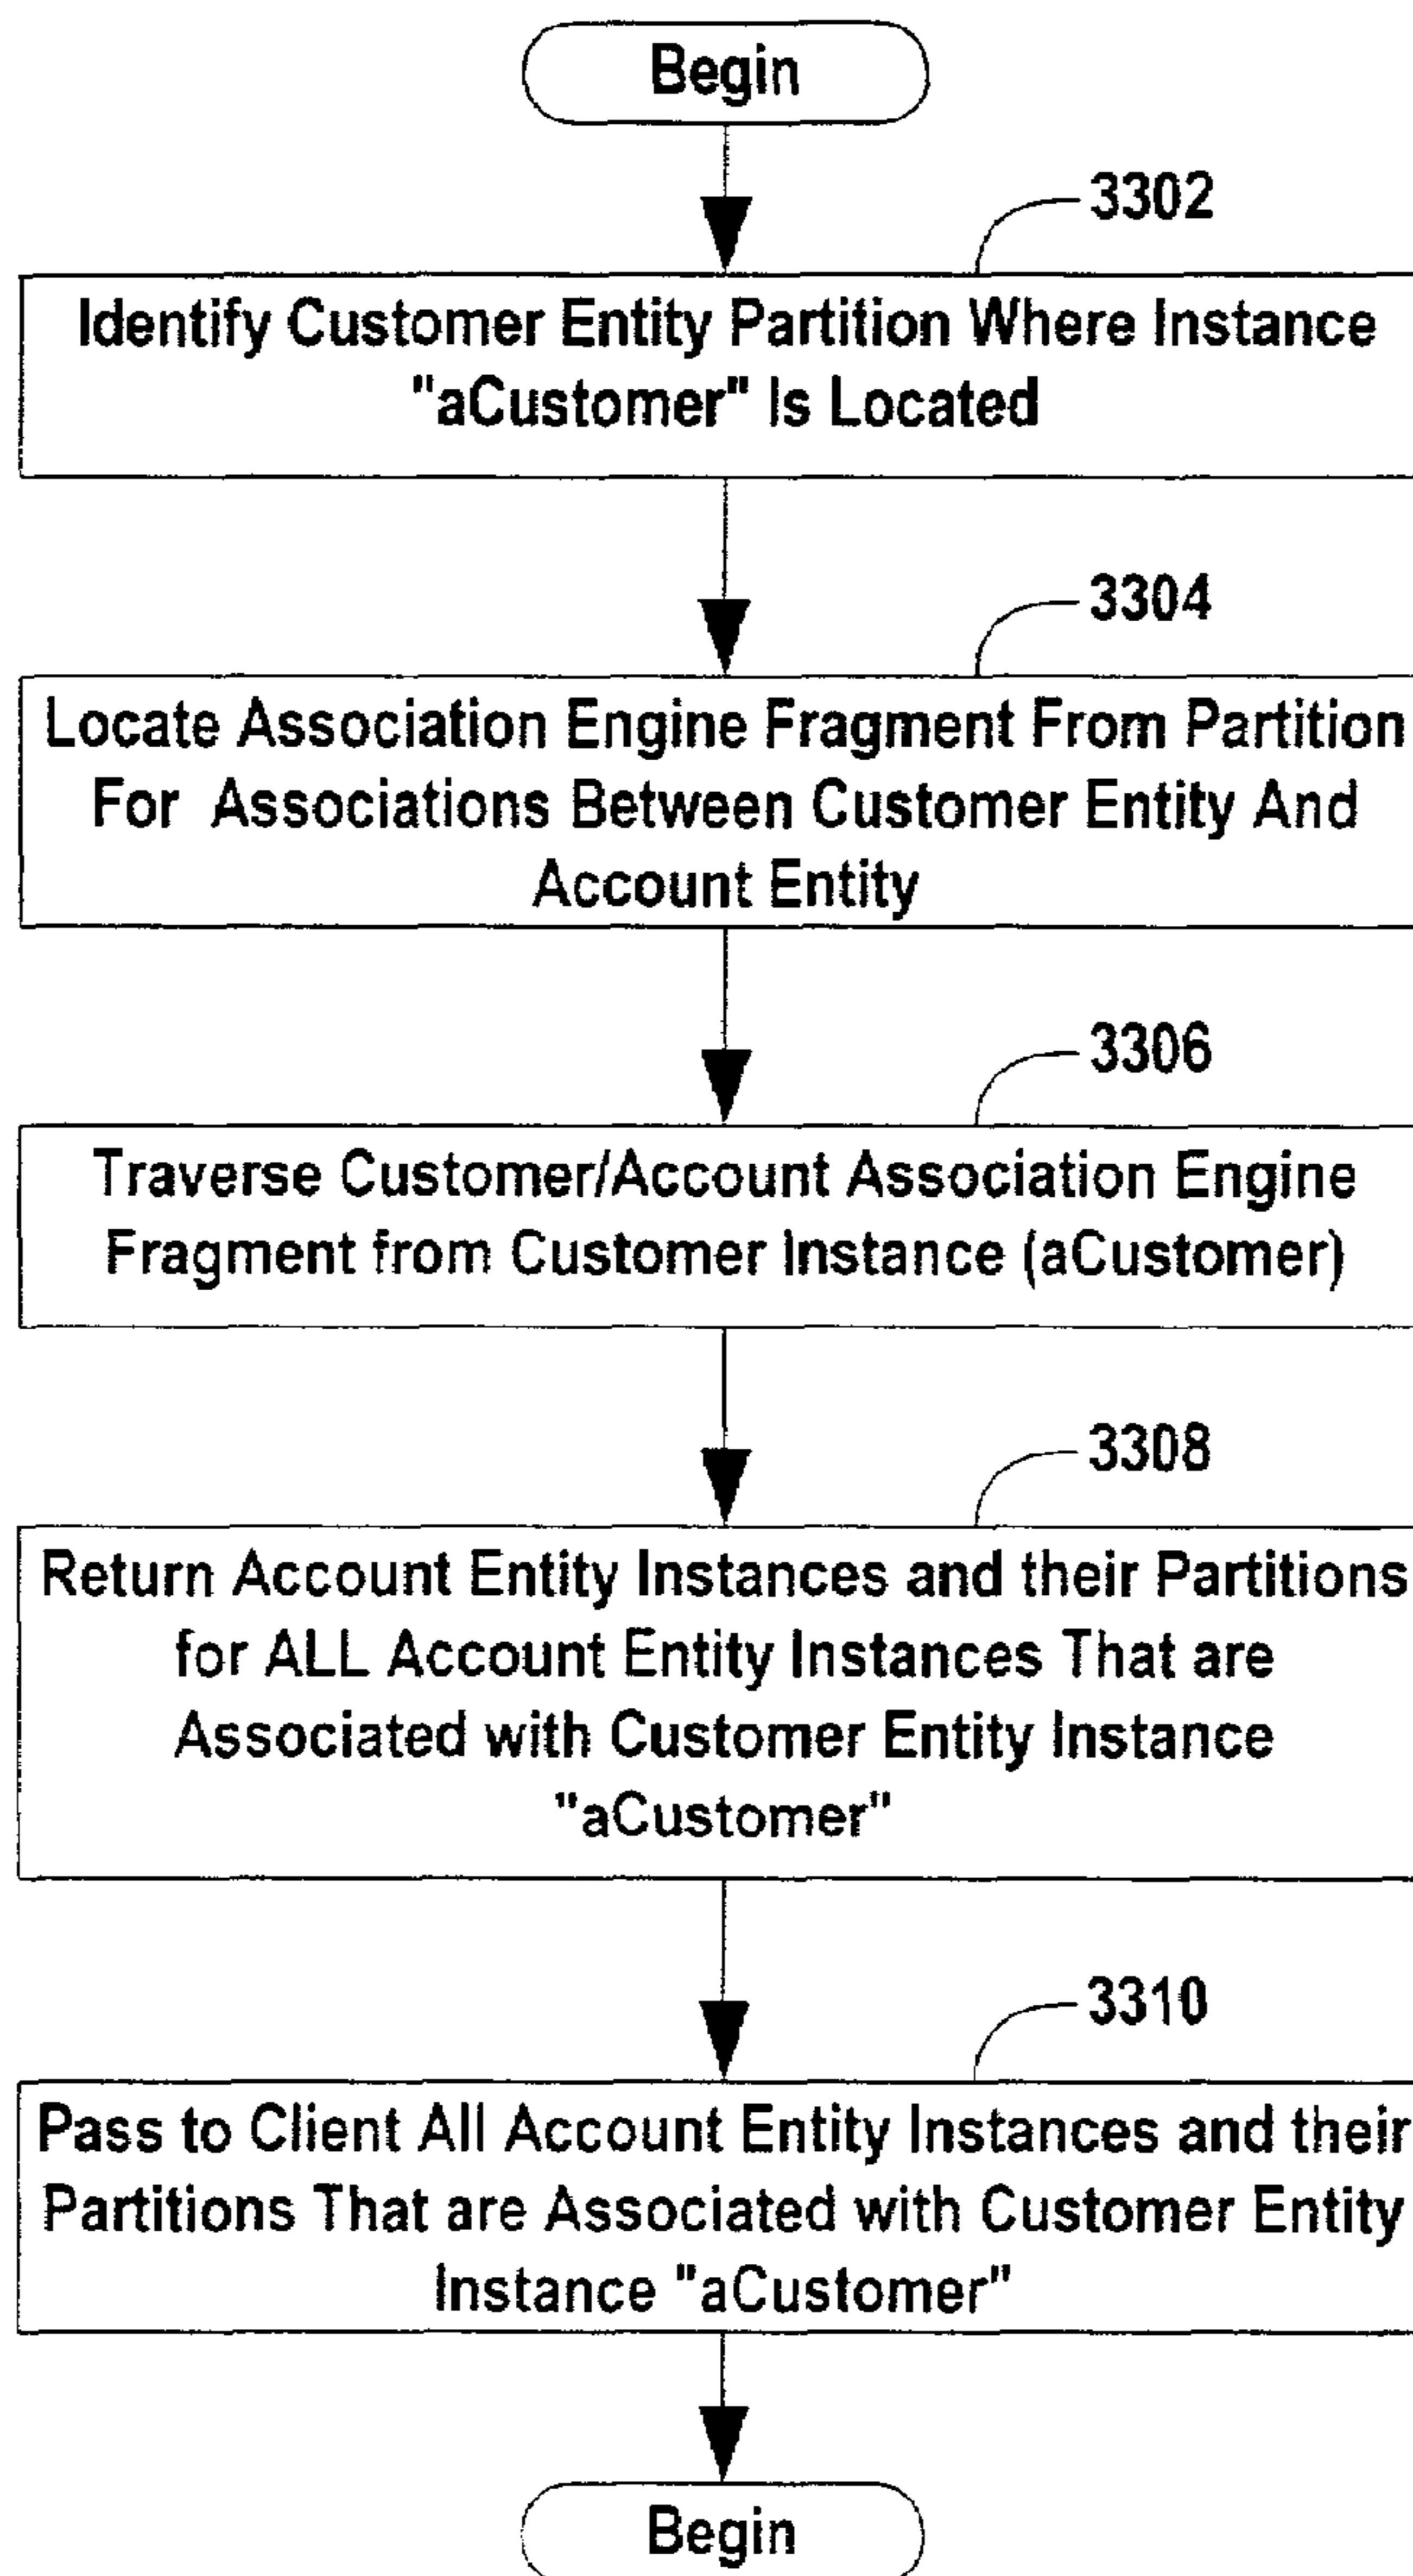 Begin
3302
Identify Customer Entity Partition Where Instance
"aCustomer" Is Located
3304
Locate Association Engine Fragment From Partition
For Associations Between Customer Entity And
Account Entity
3306
Traverse Customer/Account Association Engine
Fragment from Customer Instance (aCustomer)
3308
Return Account Entity Instances and their Partitions
for ALL Account Entity Instances That are
Associated with Customer Entity Instance
"aCustomer"
3310
Pass to Client All Account Entity Instances and their
Partitions That are Associated with Customer Entity
Instance "aCustomer"
Begin